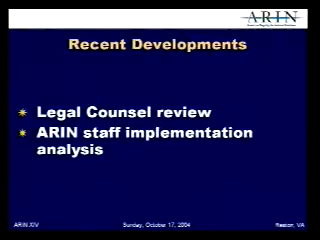 ARIN
Recent Developments
Legal Counsel review
ARIN staff implementation
analysis
ARIN XIV
Sunday, October 17, 2004
Reston, VA